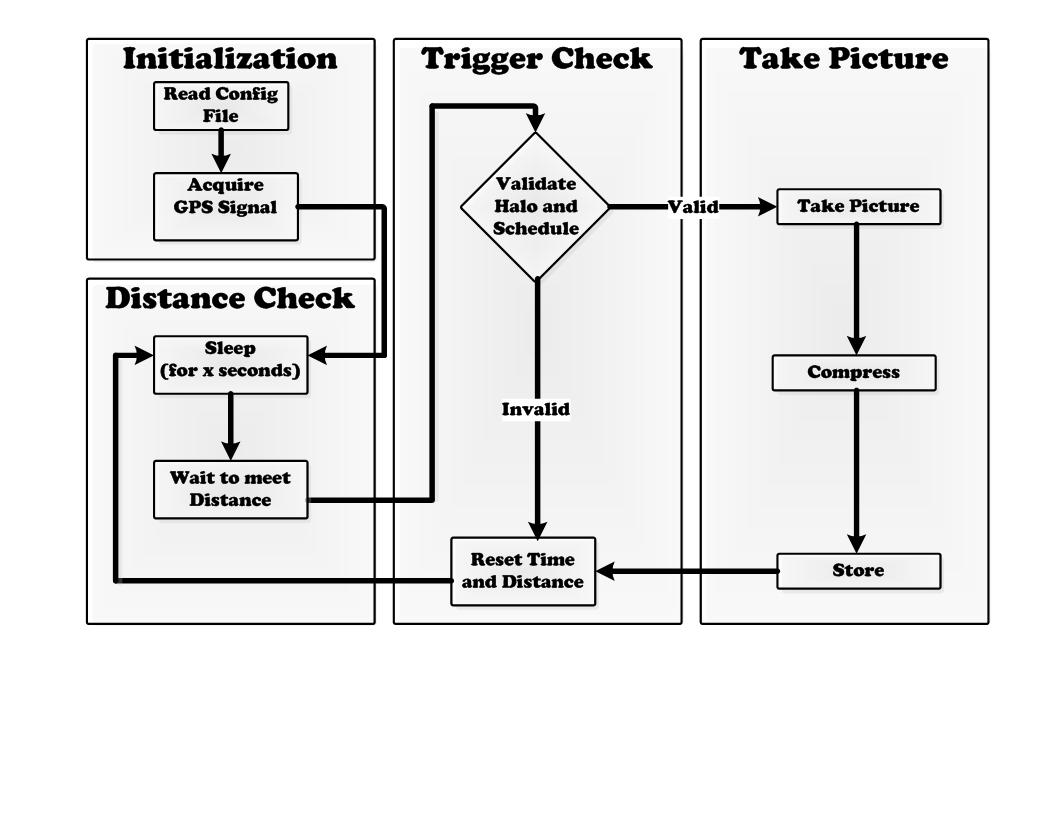 Initialization
Read Config
File
Acquire
GPS Signal
Distance Check
Sleep
(for x seconds)
Wait to meet
Distance
Trigger Check
Validate
Halo and
Schedule
Valid
Invalid
Reset Time
and Distance
Take Picture
Take Picture
Compress
Store